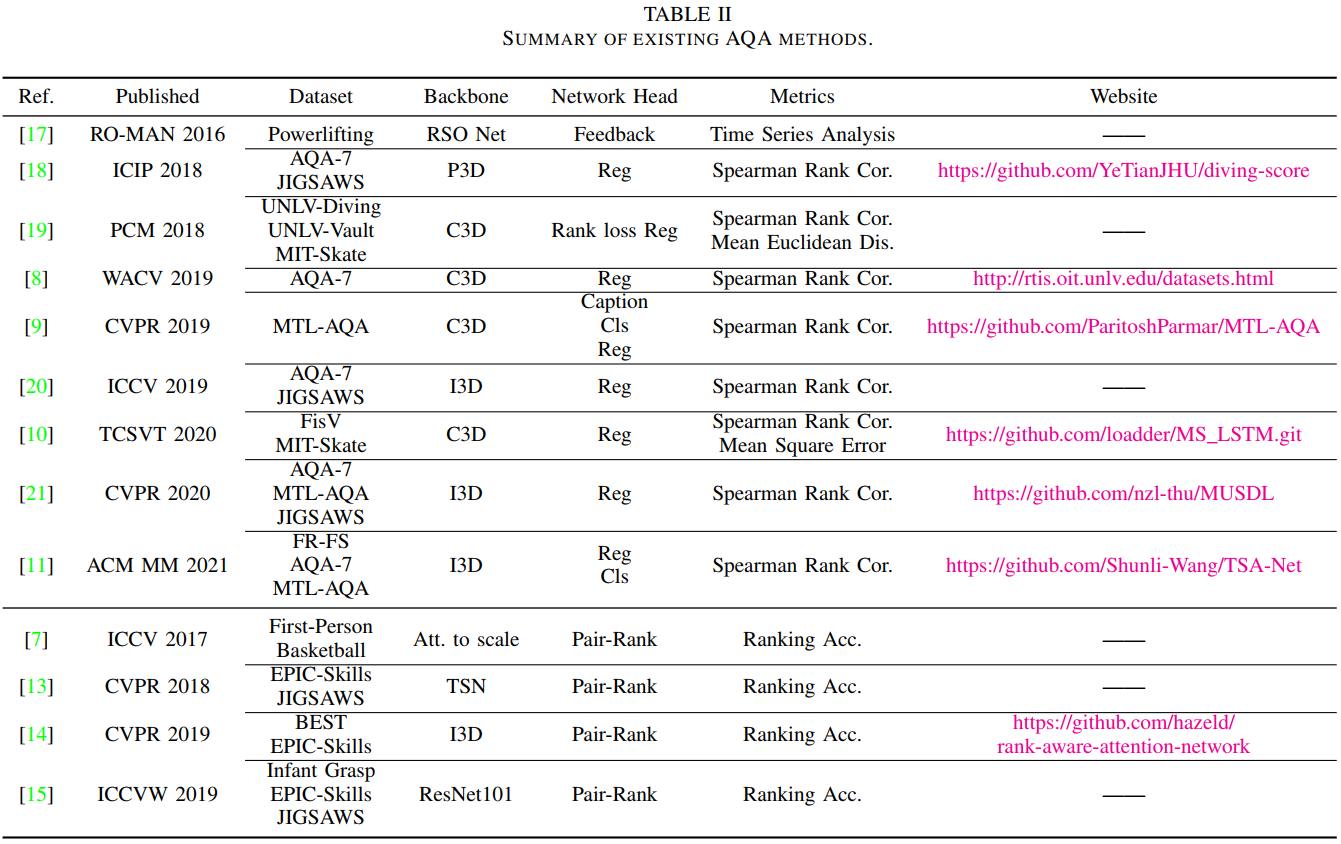 TABLE II
SUMMARY OF EXISTING AQA METHODS.
Ref. Published Dataset Backbone Network Head Metrics Website
[17] RO-MAN 2016 Powerlifting RSO Net Feedback Time Series Analysis ——
[18] ICIP 2018 AQA-7 JIGSAWS P3D Reg Spearman Rank Cor. https://github.com/YeTianJHU/diving-score
[19] PCM 2018 UNLV-Diving UNLV-Vault MIT-Skate C3D Rank loss Reg Spearman Rank Cor. Mean Euclidean Dis. ——
[8] WACV 2019 AQA-7 C3D Reg Spearman Rank Cor. http://rtis.oit.unlv.edu/datasets.html
[9] CVPR 2019 MTL-AQA C3D Caption Cls Reg Spearman Rank Cor. https://github.com/ParitoshParmar/MTL-AQA
[20] ICCV 2019 AQA-7 JIGSAWS I3D Reg Spearman Rank Cor. ——
[10] TCSVT 2020 FisV MIT-Skate C3D Reg Spearman Rank Cor. Mean Square Error https://github.com/loadder/MS_LSTM.git
[21] CVPR 2020 AQA-7 MTL-AQA JIGSAWS I3D Reg Spearman Rank Cor. https://github.com/nzl-thu/MUSDL
[11] ACM MM 2021 FR-FS AQA-7 MTL-AQA I3D Reg Cls Spearman Rank Cor. https://github.com/Shunli-Wang/TSA-Net
[7] ICCV 2017 First-Person Basketball Att. to scale Pair-Rank Ranking Acc. ——
[13] CVPR 2018 EPIC-Skills JIGSAWS TSN Pair-Rank Ranking Acc. ——
[14] CVPR 2019 BEST EPIC-Skills I3D Pair-Rank Ranking Acc. https://github.com/hazeld/ rank-aware-attention-network
[15] ICCVW 2019 Infant Grasp EPIC-Skills JIGSAWS ResNet101 Pair-Rank Ranking Acc. ——